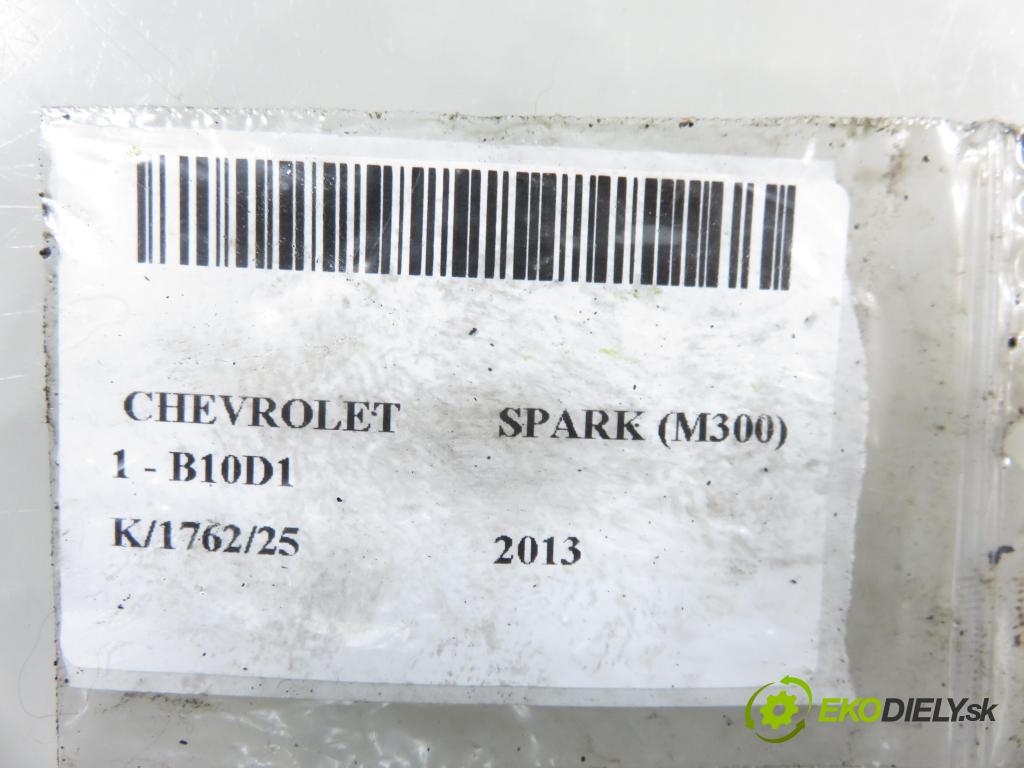 CHEVROLET SPARK (M300)
1 - B10D1
K/1762/25 2013
EKODIELY.sk